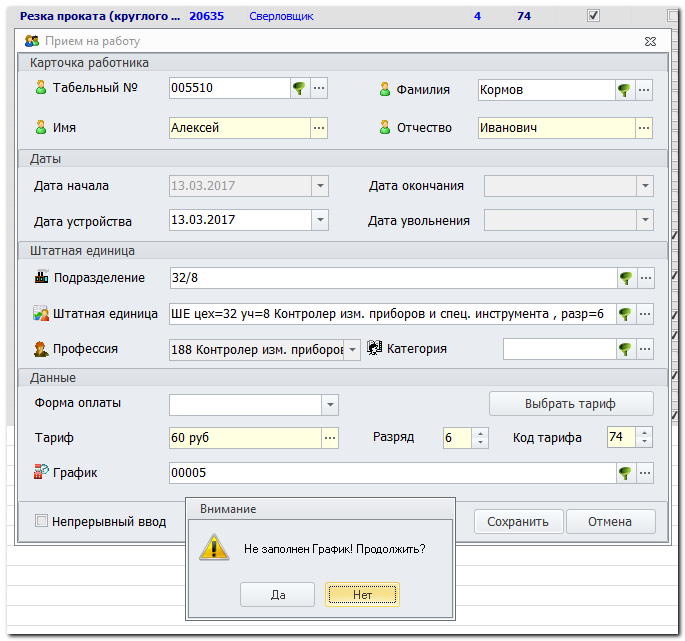 Резка проката (круглого ... 20635 Сверловщик 4 74
Прием на работу
Карточка работника
Табельный № 005510 Фамилия Кормов
Имя Алексей Отчество Иванович
Даты
Дата начала 13.03.2017 Дата окончания
Дата устройства 13.03.2017 Дата увольнения
Штатная единица
Подразделение 32/8
Штатная единица ШЕ цех=32 уч=8 Контролер изм. приборов и спец. инструмента , разр=6
Профессия 188 Контролер изм. приборов Категория
Данные
Форма оплаты Выбрать тариф
Тариф 60 руб Разряд 6 Код тарифа 74
График 00005
Непрерывный ввод Сохранить Отмена
Внимание
Не заполнен График! Продолжить?
Да Нет